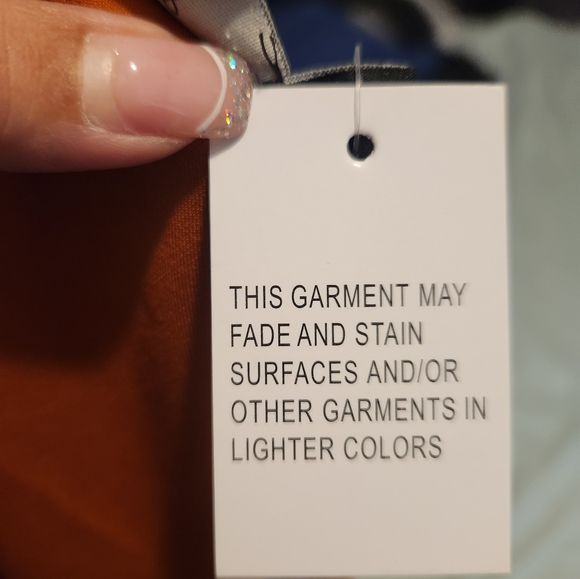 THIS GARMENT MAY
FADE AND STAIN
SURFACES AND/OR
OTHER GARMENTS IN
LIGHTER COLORS